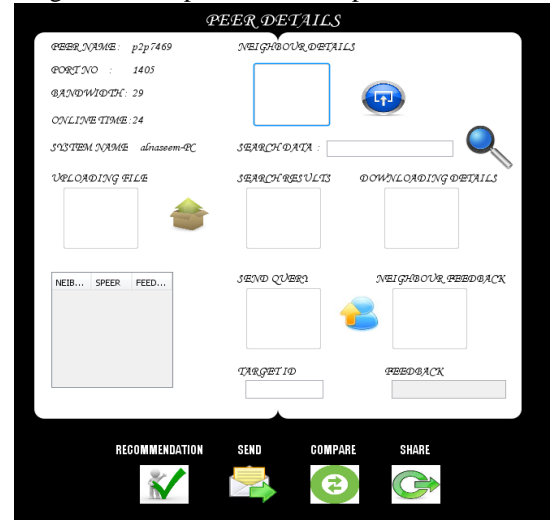 PEER DETAILS
PEER NAME : p2p7469
NEIGHBOUR DETAILS
PORT NO : 1405
BANDWIDTH : 29
ONLINE TIME : 24
SYSTEM NAME alnaseem-PC
SEARCH DATA :
UPLOADING FILE
SEARCH RESULTS
DOWNLOADING DETAILS
NEIB... SPEER FEED...
SEND QUERY
NEIGHBOUR FEEDBACK
TARGET ID
FEEDBACK
RECOMMENDATION SEND COMPARE SHARE